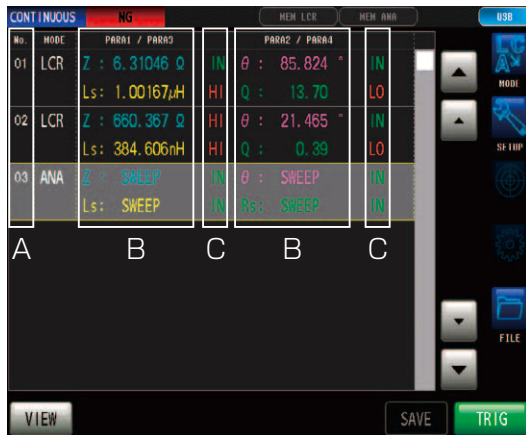 CONTINUOUS NG MEM LCR MEM ANA USB
No. MODE PARA1 / PARA3 PARA2 / PARA4
01 LCR Z : 6.31046 Ω IN θ : 85.824 ° IN
Ls: 1.00167μH HI Q : 13.70 LO
02 LCR Z : 660.367 Ω HI θ : 21.465 ° IN
Ls: 384.606nH HI Q : 0.39 LO
03 ANA Z : SWEEP IN θ : SWEEP IN
Ls: SWEEP IN Rs: SWEEP IN
A B C B C
MODE
SETUP
FILE
VIEW SAVE TRIG